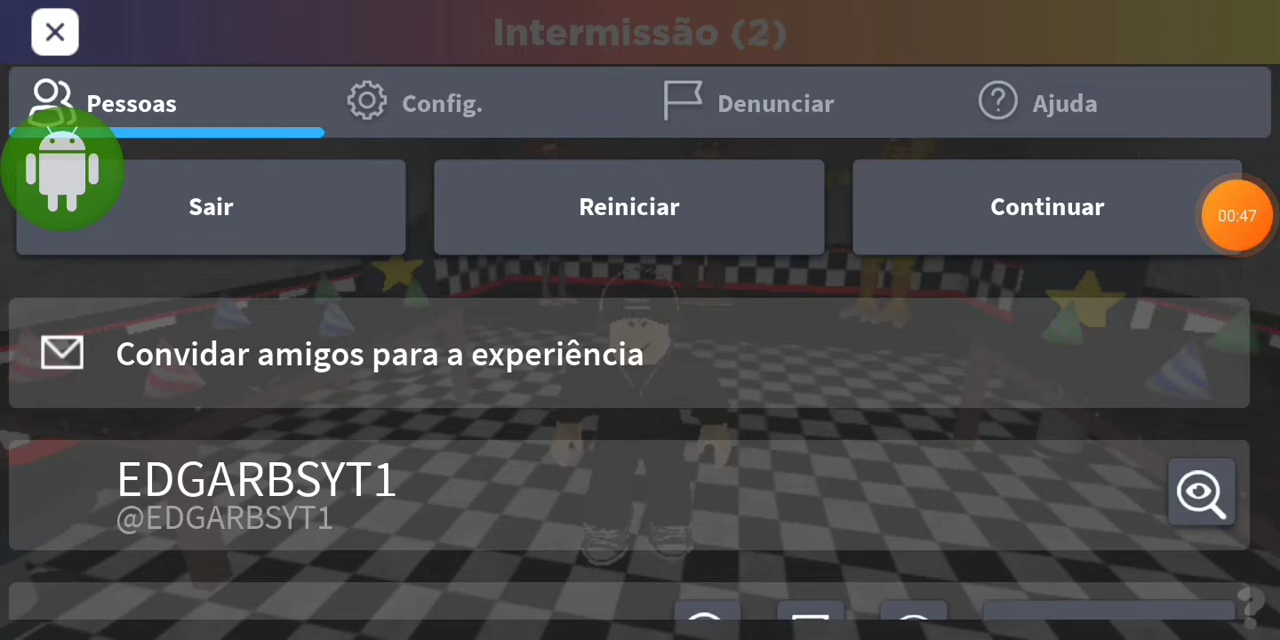 Intermissão (2)
Pessoas
Config.
Denunciar
Ajuda
Sair
Reiniciar
Continuar
00:47
Convidar amigos para a experiência
EDGARBSYT1
@EDGARBSYT1